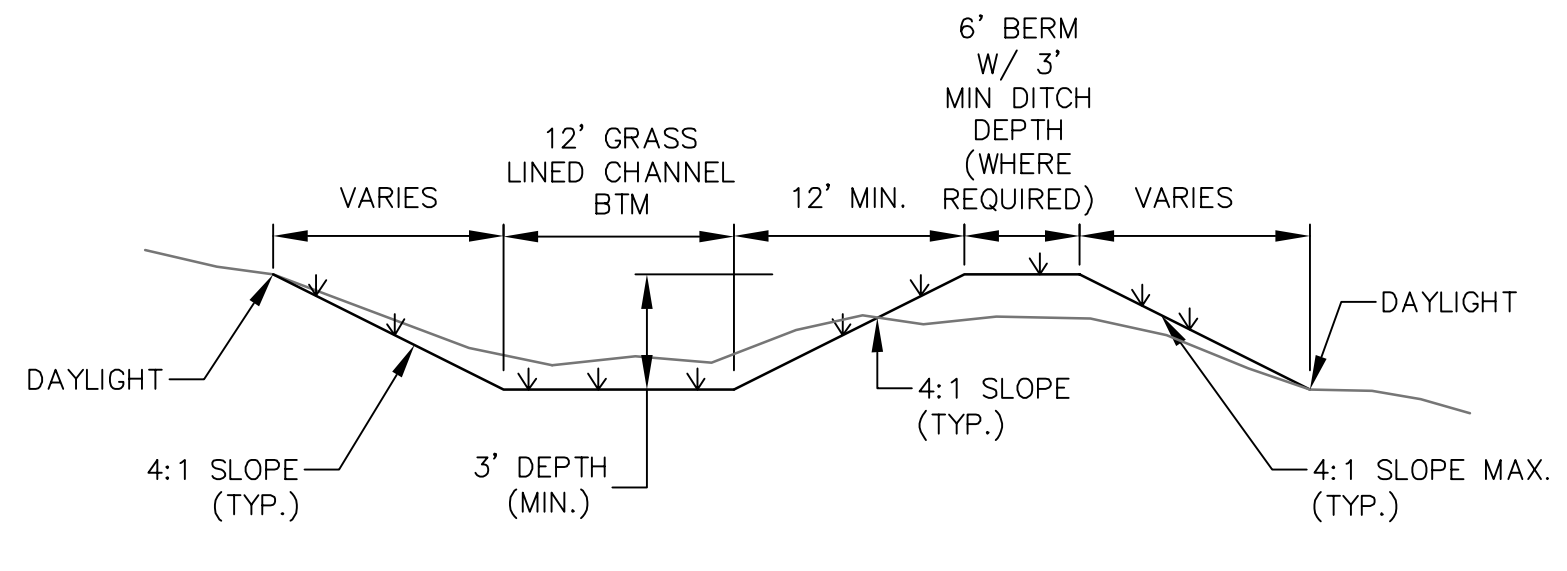 6' BERM
W/ 3'
MIN DITCH
DEPTH
(WHERE
REQUIRED)
12' GRASS
LINED CHANNEL
BTM
VARIES
12' MIN.
VARIES
DAYLIGHT
DAYLIGHT
4:1 SLOPE
(TYP.)
4:1 SLOPE
(TYP.)
3' DEPTH
(MIN.)
4:1 SLOPE MAX.
(TYP.)